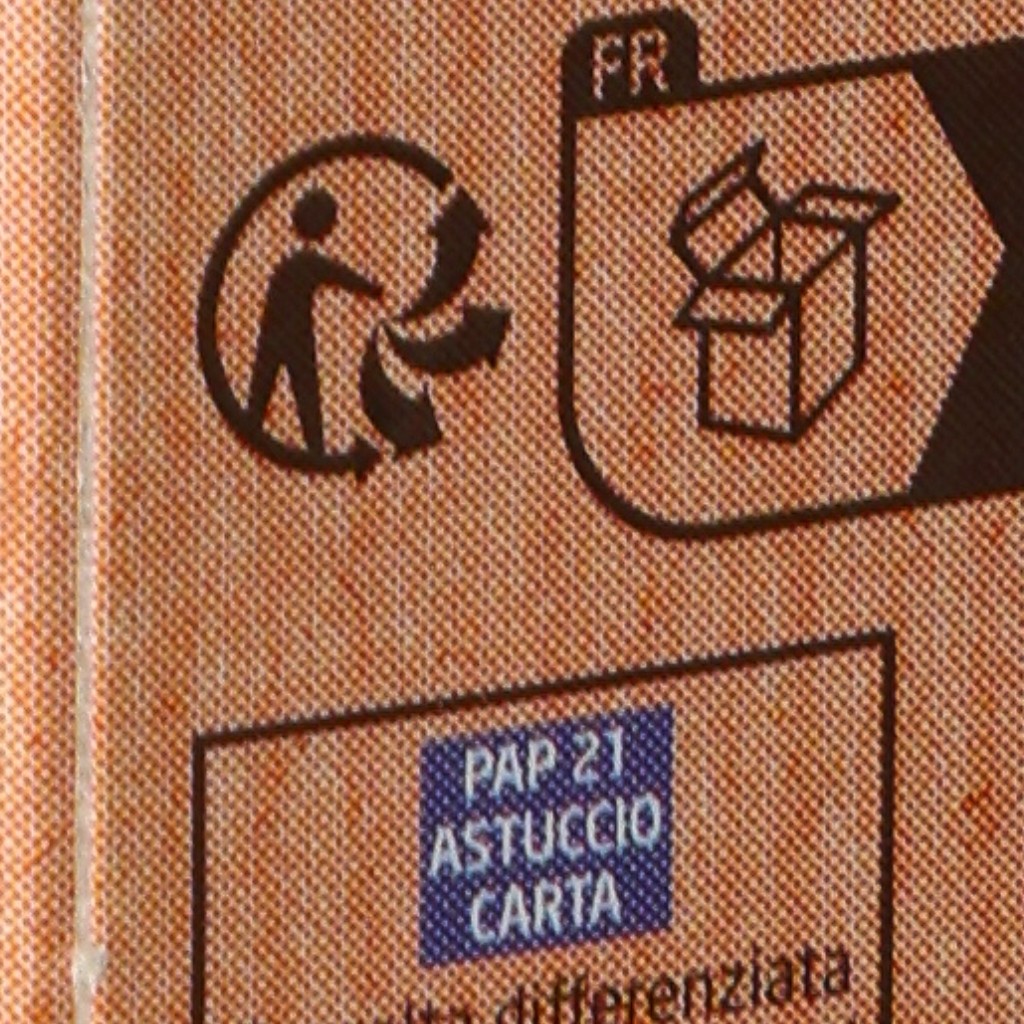 FR
PAP 21
ASTUCCIO
CARTA
differenziata